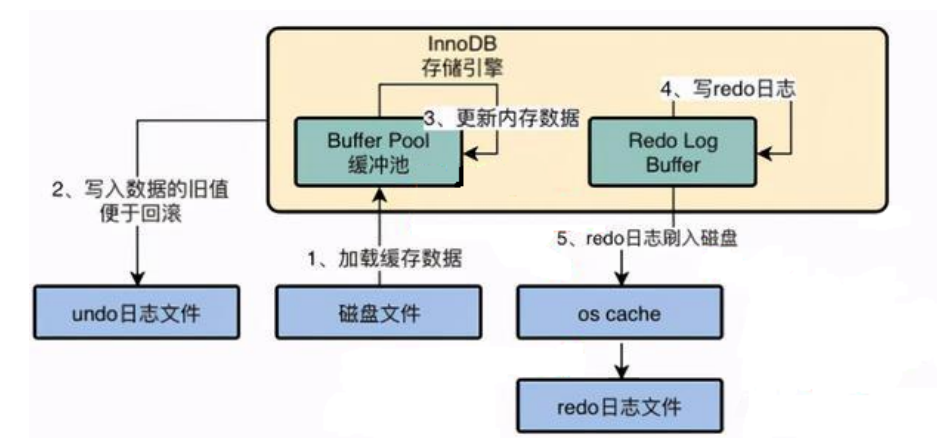 InnoDB
存储引擎
4、写redo日志
3、更新内存数据
Buffer Pool
缓冲池
Redo Log
Buffer
2、写入数据的旧值
便于回滚
5、redo日志刷入磁盘
1、加载缓存数据
undo日志文件
磁盘文件
os cache
redo日志文件